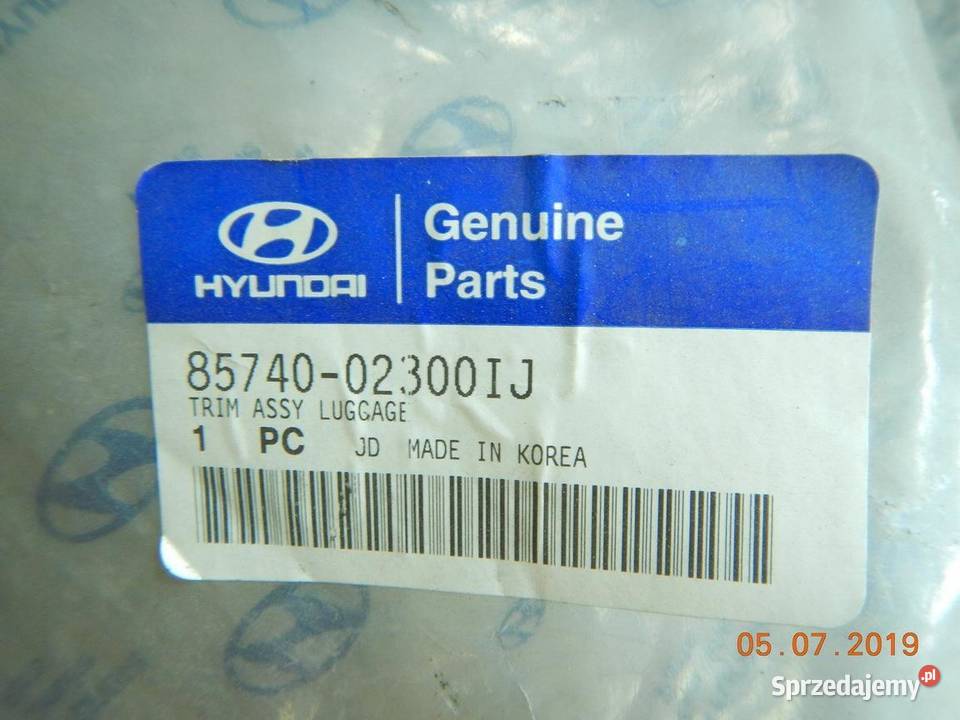 HYUNDAI
Genuine
Parts
85740-02300IJ
TRIM ASSY LUGGAGE
1 PC JD MADE IN KOREA
05.07.2019
Sprzedajemy.pl